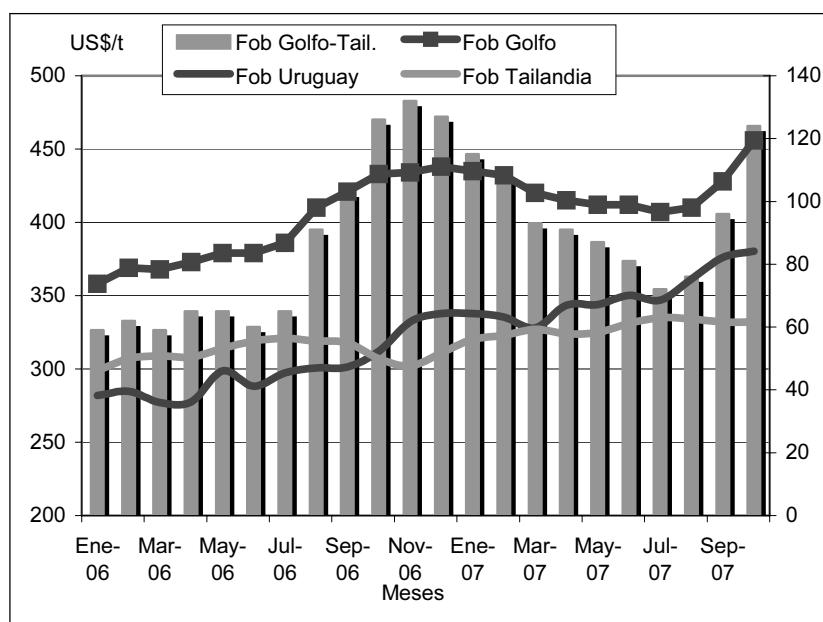 US$/t
Fob Golfo-Tail. Fob Golfo
Fob Uruguay Fob Tailandia
500 140
450 120
400 100
350 80
300 60
250 40
200 20
0
Ene- Mar- May- Jul- Sep- Nov- Ene- Mar- May- Jul- Sep-
06 06 06 06 06 06 07 07 07 07 07
Meses